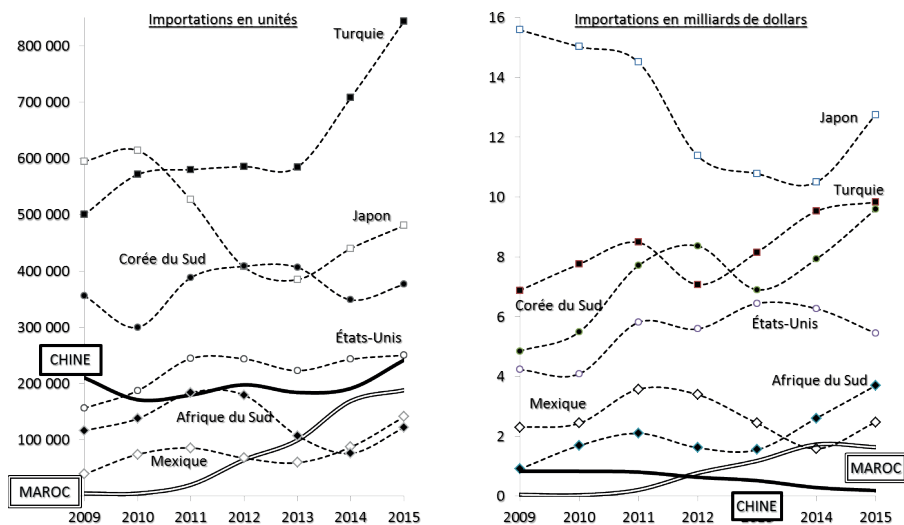 Importations en unités
800 000
700 000
600 000
500 000
400 000
300 000
200 000
100 000
Turquie
Japon
Corée du Sud
États-Unis
CHINE
Afrique du Sud
Mexique
MAROC
2009 2010 2011 2012 2013 2014 2015
Importations en milliards de dollars
16
14
12
10
8
6
4
2
0
Japon
Turquie
Corée du Sud
États-Unis
Afrique du Sud
Mexique
MAROC
CHINE
2009 2010 2011 2012 2013 2014 2015